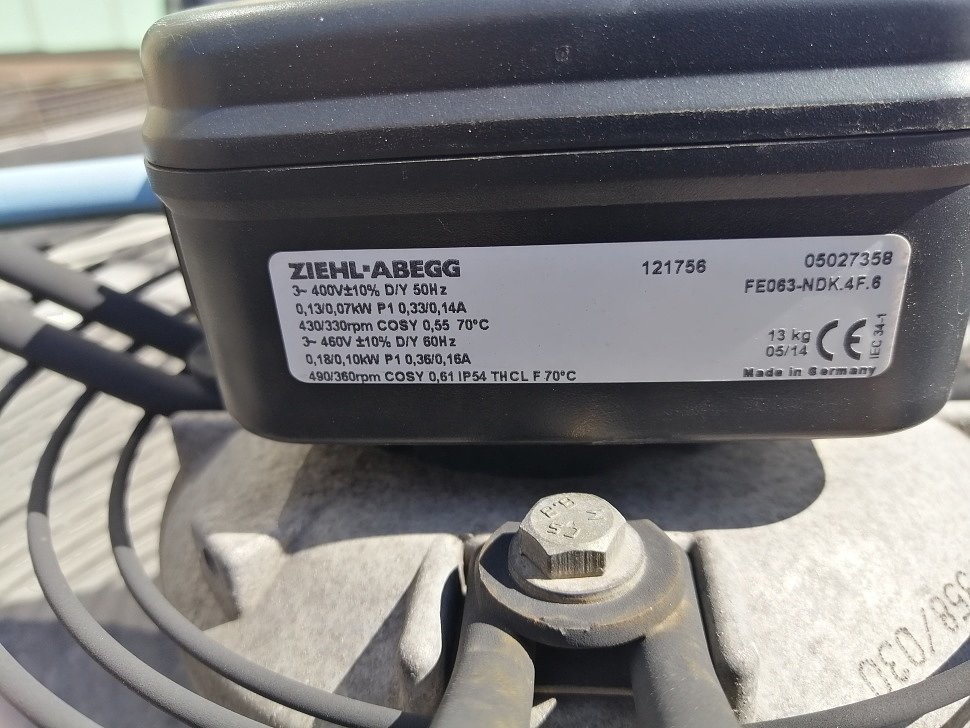 ZIEHL-ABEGG 121756 05027358
3~ 400V±10% D/Y 50Hz FE063-NDK.4F.6
0,13/0,07kW P1 0,33/0,14A
430/330rpm COSY 0,55 70°C
3~ 460V ±10% D/Y 60Hz 13 kg
0,18/0,10kW P1 0,36/0,16A 05/14 CE IEC 34-1
490/360rpm COSY 0,61 IP54 THCL F 70°C Made in Germany